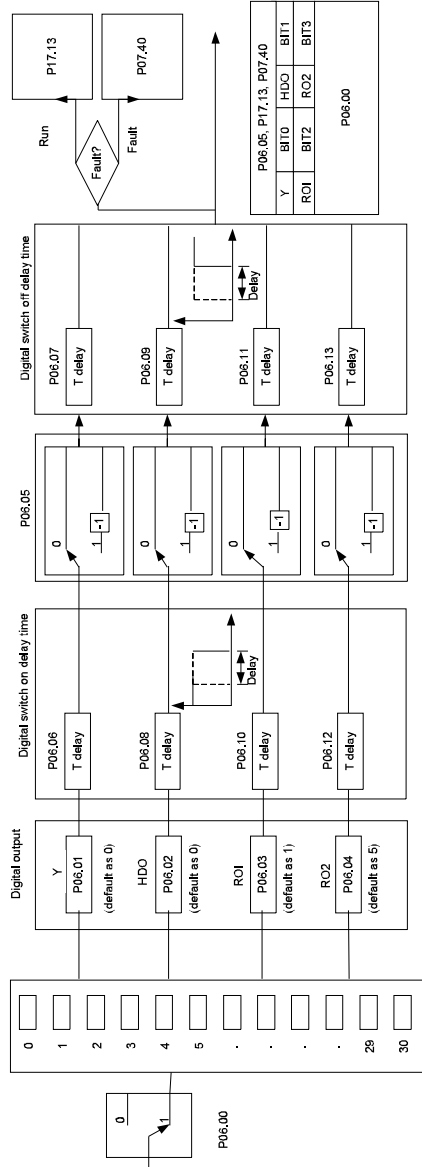 P06.00
0
1
0
1
2
3
4
5
.
.
.
.
29
30
Digital output
Y
P06.01
(default as 0)
HDO
P06.02
(default as 0)
ROI
P06.03
(default as 1)
RO2
P06.04
(default as 5)
Digital switch on delay time
P06.06
T delay
P06.08
T delay
Delay
P06.10
T delay
P06.12
T delay
P06.05
0
1
-1
0
1
-1
0
1
-1
0
1
-1
Digital switch off delay time
P06.07
T delay
P06.09
T delay
Delay
P06.11
T delay
P06.13
T delay
Fault?
Run
Fault
P17.13
P07.40
P06.05, P17.13, P07.40
Y BIT0 HDO BIT1
ROI BIT2 RO2 BIT3
P06.00